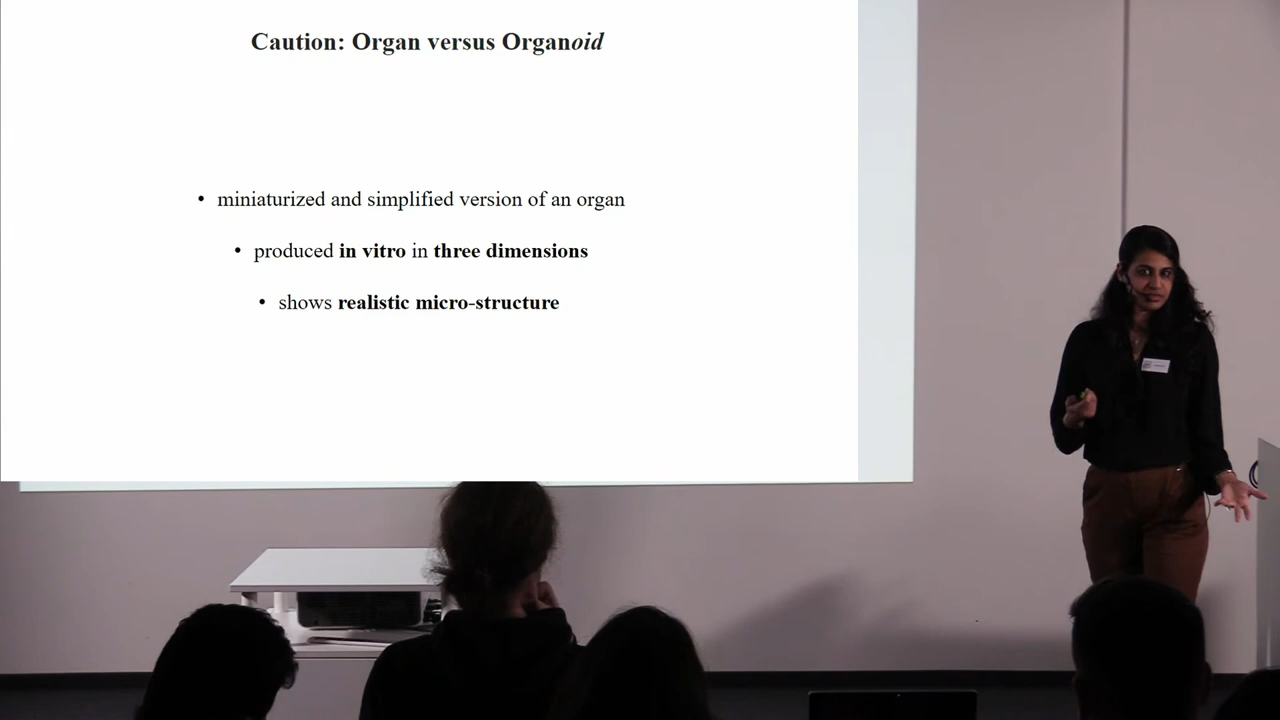 Caution: Organ versus Organoid
• miniaturized and simplified version of an organ
• produced in vitro in three dimensions
• shows realistic micro-structure